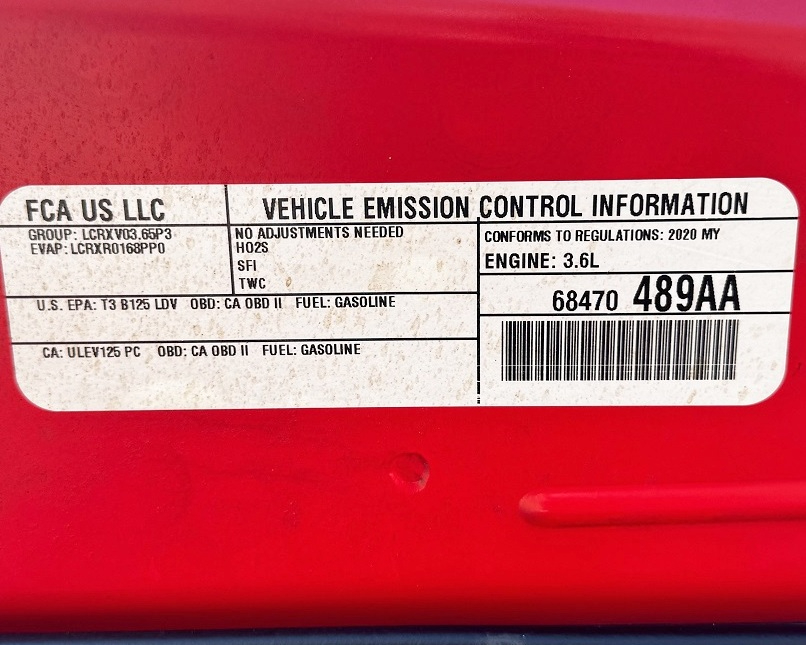 FCA US LLC
VEHICLE EMISSION CONTROL INFORMATION
GROUP: LCRXV03.65P3
EVAP: LCRXR0168PP0
NO ADJUSTMENTS NEEDED
HO2S
SFI
TWC
CONFORMS TO REGULATIONS: 2020 MY
ENGINE: 3.6L
U.S. EPA: T3 B125 LDV OBD: CA OBD II FUEL: GASOLINE
68470 489AA
CA: ULEV125 PC OBD: CA OBD II FUEL: GASOLINE